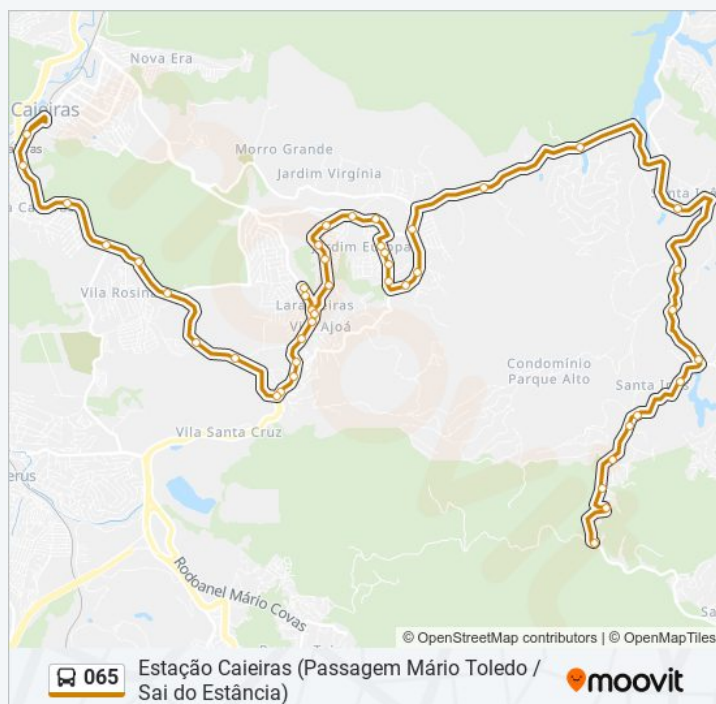 Nova Era
Caieiras
Morro Grande
Jardim Virgínia
Jardim Europa
Vila Rosina
Laranjeiras
Vila Ajoá
Condomínio
Parque Alto
Santa Inês
Vila Santa Cruz
erus
Rodoanel Mário Covas
© OpenStreetMap contributors | © OpenMapTiles
065
Estação Caieiras (Passagem Mário Toledo /
Sai do Estância)
moovit